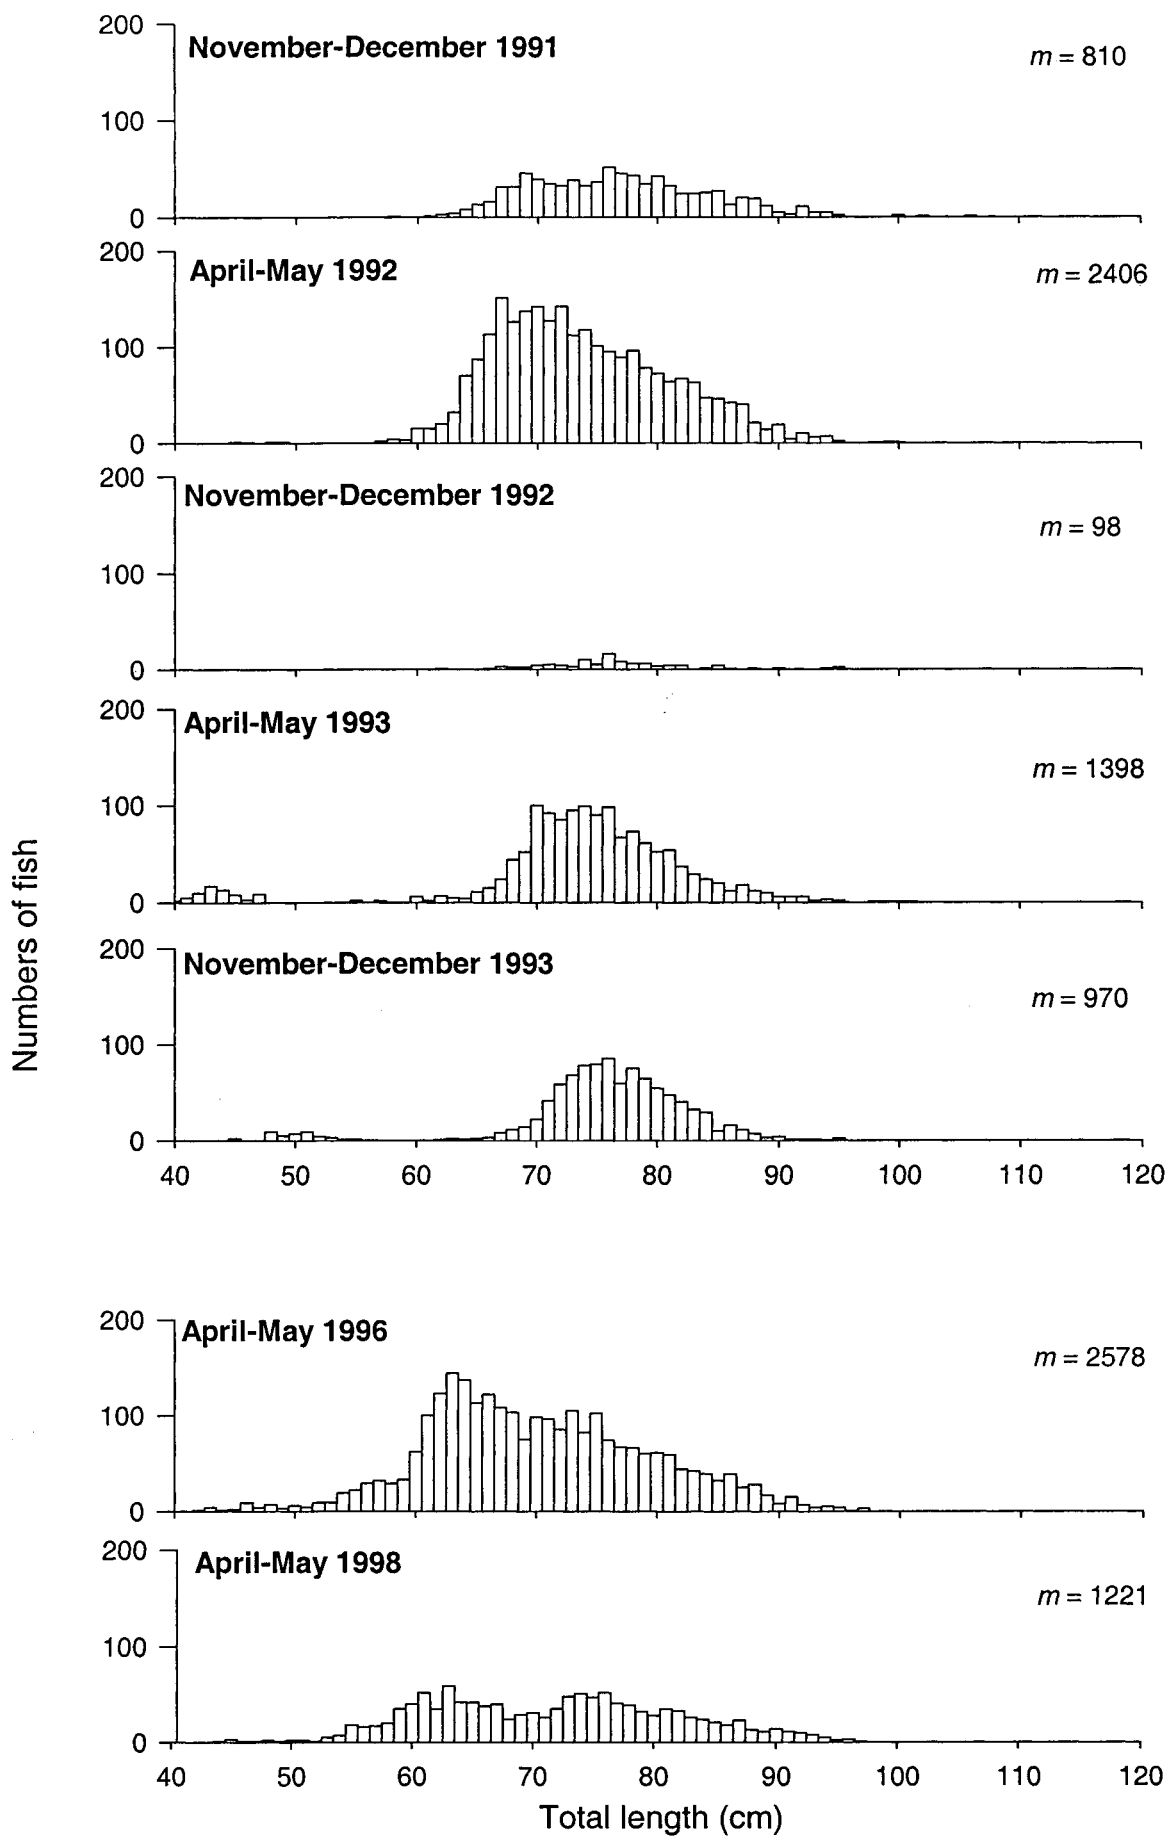 200
November-December 1991
m = 810
100
0
200
April-May 1992
m = 2406
100
0
200
November-December 1992
m = 98
100
0
200
April-May 1993
m = 1398
100
0
200
November-December 1993
m = 970
100
0
40 50 60 70 80 90 100 110 120
Numbers of fish
200
April-May 1996
m = 2578
100
0
200
April-May 1998
m = 1221
100
0
40 50 60 70 80 90 100 110 120
Total length (cm)